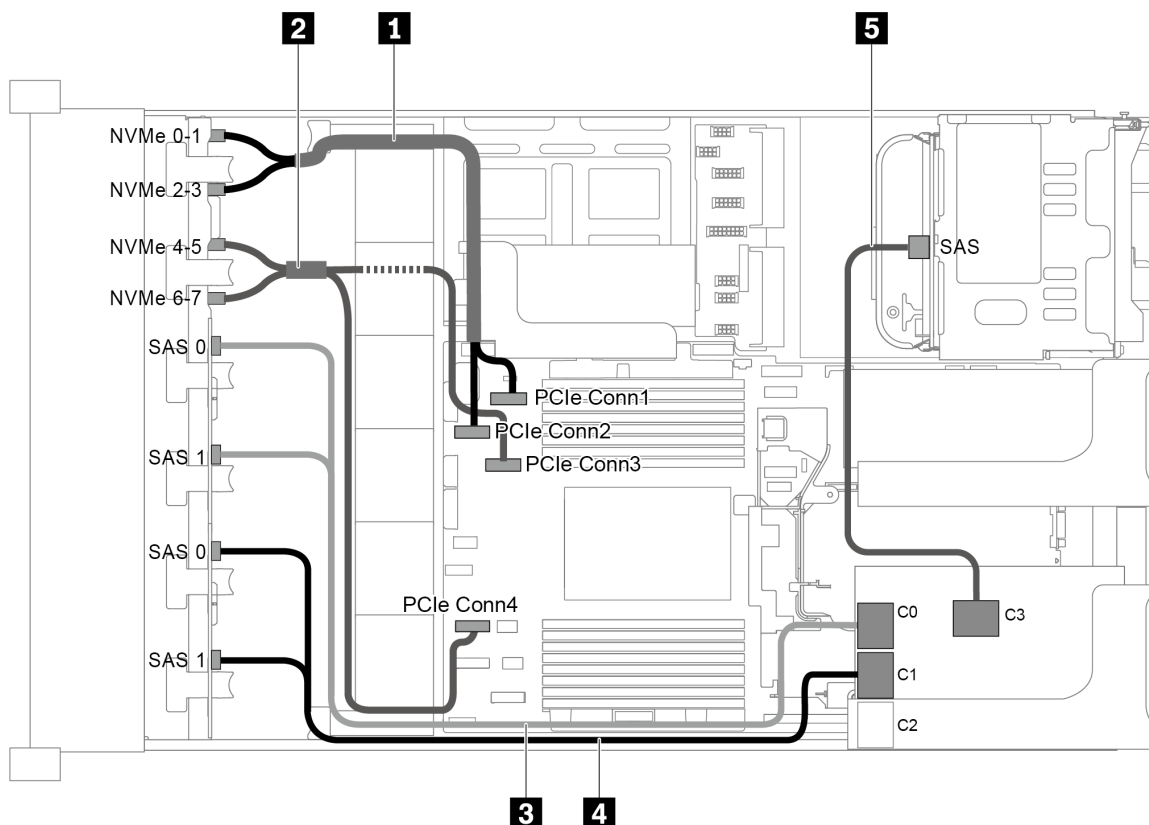 2
1
5
NVMe 0-1
NVMe 2-3
NVMe 4-5
SAS
NVMe 6-7
SAS 0
PCIe Conn1
PCIe Conn2
SAS 1
PCIe Conn3
SAS 0
PCIe Conn4
C0
C3
SAS 1
C1
C2
3
4